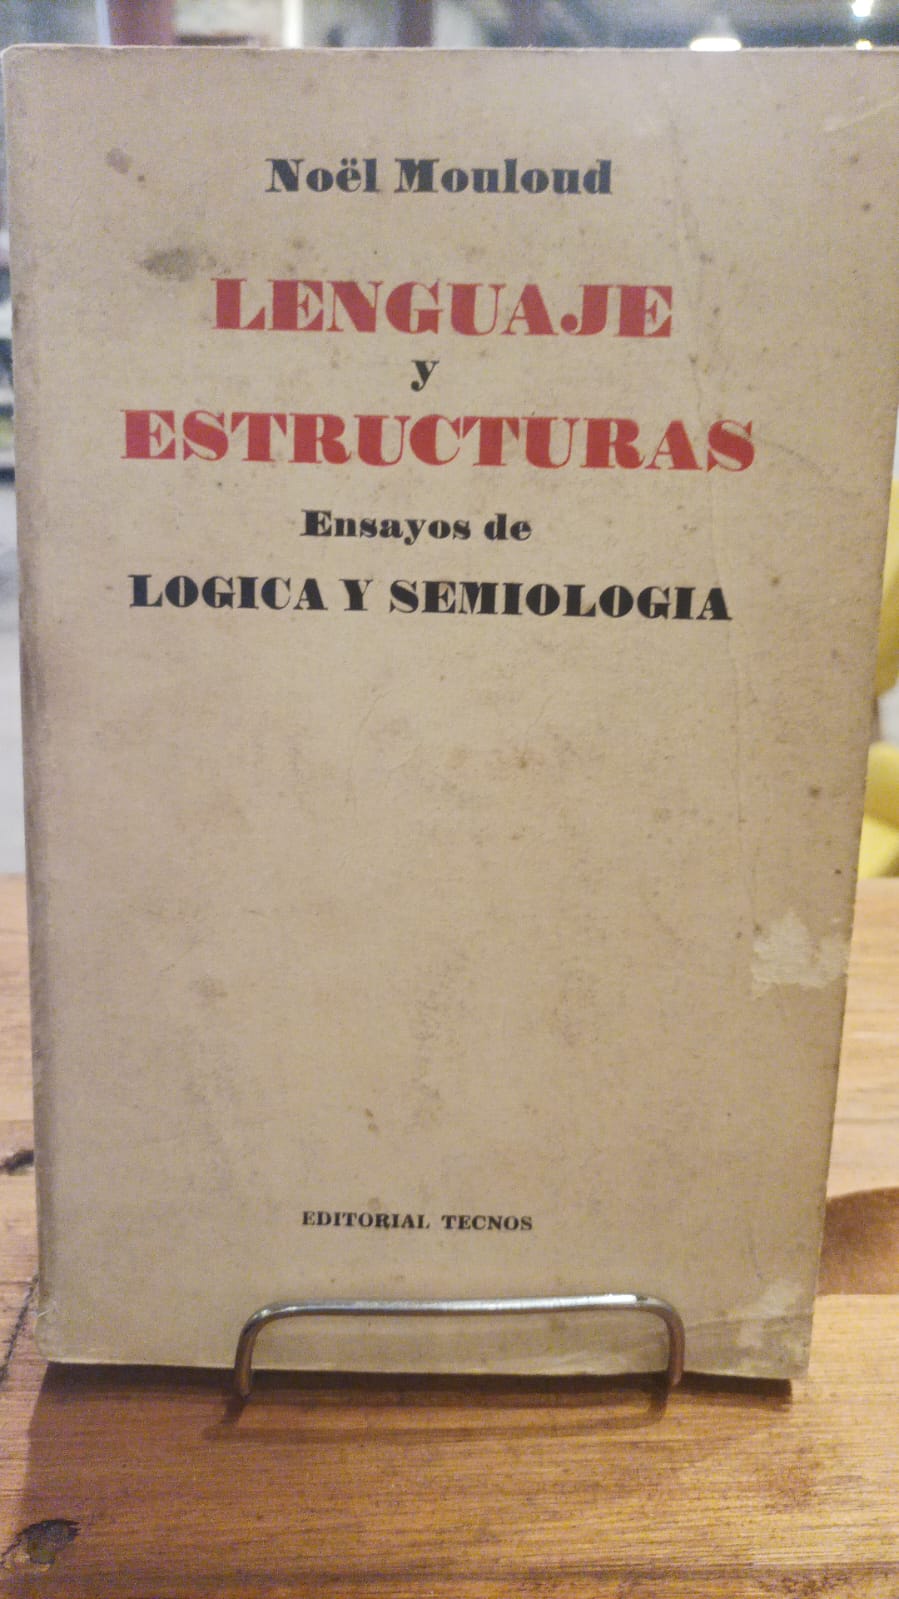 Noël Mouloud
LENGUAJE
y
ESTRUCTURAS
Ensayos de
LOGICA Y SEMIOLOGIA
EDITORIAL TECNOS